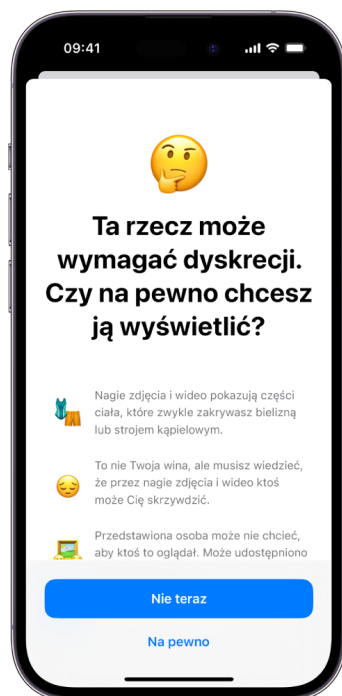 09:41
Ta rzecz może
wymagać dyskrecji.
Czy na pewno chcesz
ją wyświetlić?
Nagie zdjęcia i wideo pokazują części
ciała, które zwykle zakrywasz bielizną
lub strojem kąpielowym.
To nie Twoja wina, ale musisz wiedzieć,
że przez nagie zdjęcia i wideo ktoś
może Cię skrzywdzić.
Przedstawiona osoba może nie chcieć,
aby ktoś to oglądał. Może udostępniono
Nie teraz
Na pewno